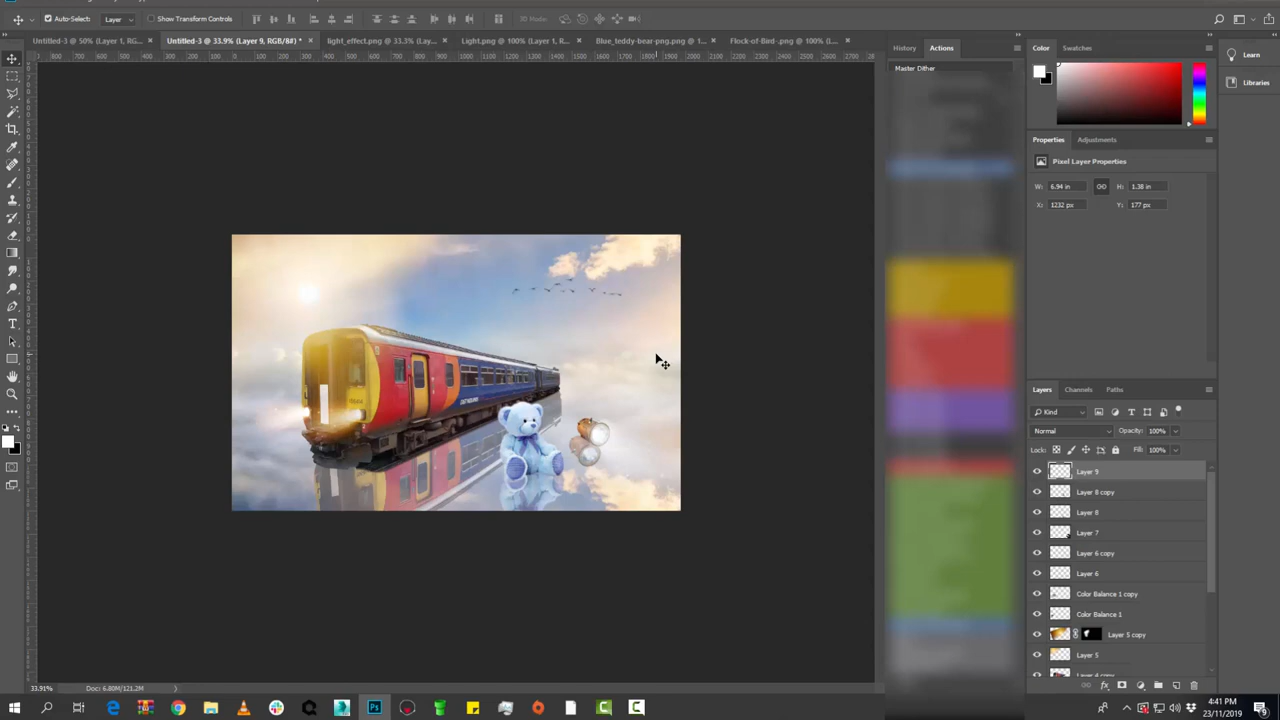 Auto-Select: Layer Show Transform Controls 3D Mode:
Untitled-3 @ 50% (Layer 1, RG... × Untitled-3 @ 33.9% (Layer 9, RGB/8#) * × light_effect.png @ 33.3% (Lay... × Light.png @ 100% (Layer 1, R... × Blue_teddy-bear-png.png @ 1... × Flock-of-Bird-.png @ 100% (L... ×
History Actions
Master Dither
Color Swatches
Learn
Libraries
Properties Adjustments
Pixel Layer Properties
W: 6.94 in H: 1.38 in
X: 1232 px Y: 177 px
Layers Channels Paths
Kind
Normal Opacity: 100%
Lock: Fill: 100%
Layer 9
Layer 8 copy
Layer 8
Layer 7
Layer 6 copy
Layer 6
Color Balance 1 copy
Color Balance 1
Layer 5 copy
Layer 5
Layer 4 copy
33.91% Doc: 6.80M/121.2M
4:41 PM
23/11/2019